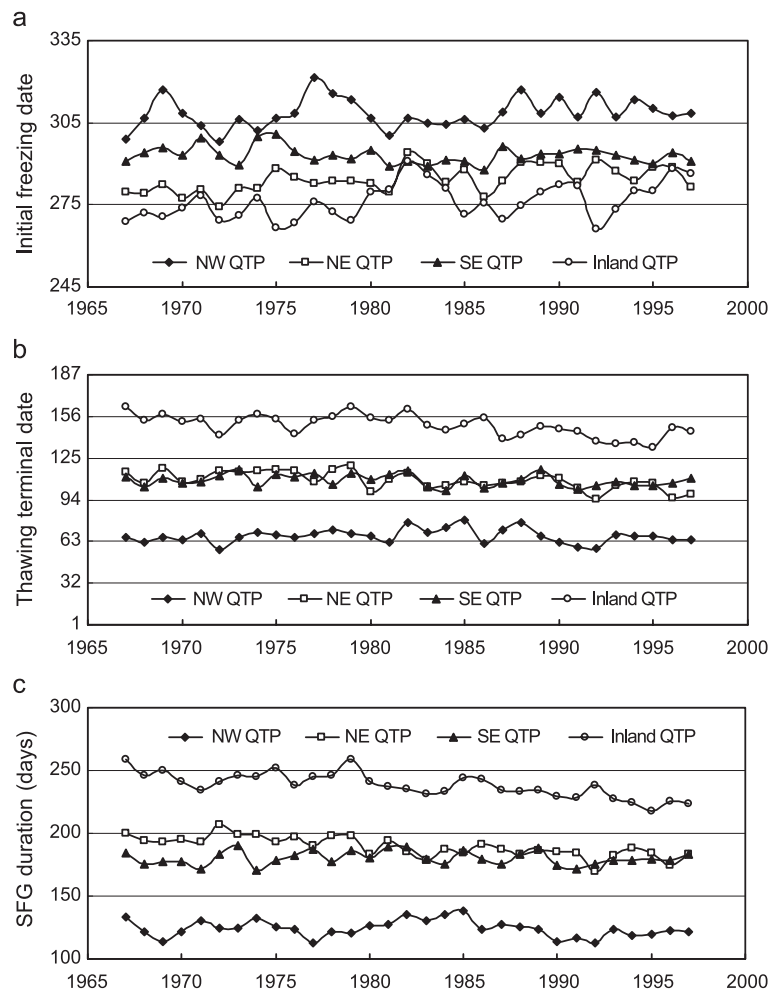 a
Initial freezing date
335
305
275
245
NW QTP NE QTP SE QTP Inland QTP
1965 1970 1975 1980 1985 1990 1995 2000
b
Thawing terminal date
187
156
125
94
63
32
1
NW QTP NE QTP SE QTP Inland QTP
1965 1970 1975 1980 1985 1990 1995 2000
c
SFG duration (days)
300
NW QTP NE QTP SE QTP Inland QTP
250
200
150
100
1965 1970 1975 1980 1985 1990 1995 2000